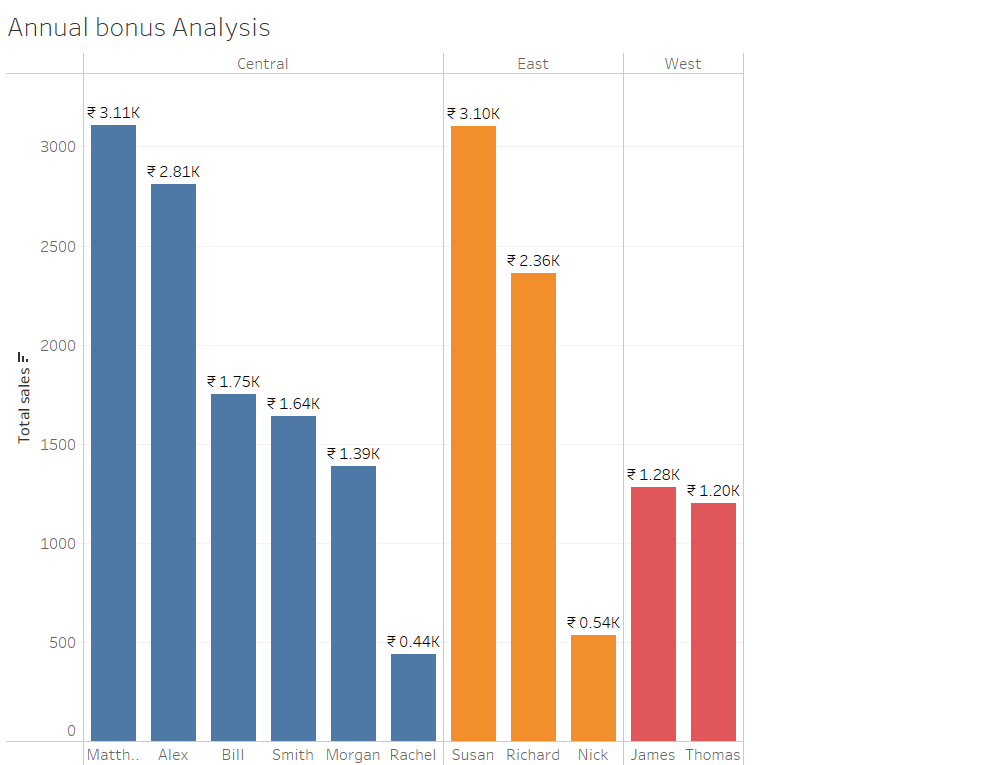 Annual bonus Analysis
Central East West
₹ 3.11K ₹ 2.81K ₹ 1.75K ₹ 1.64K ₹ 1.39K ₹ 0.44K ₹ 3.10K ₹ 2.36K ₹ 0.54K ₹ 1.28K ₹ 1.20K
Total sales
3000
2500
2000
1500
1000
500
0
Matth.. Alex Bill Smith Morgan Rachel Susan Richard Nick James Thomas